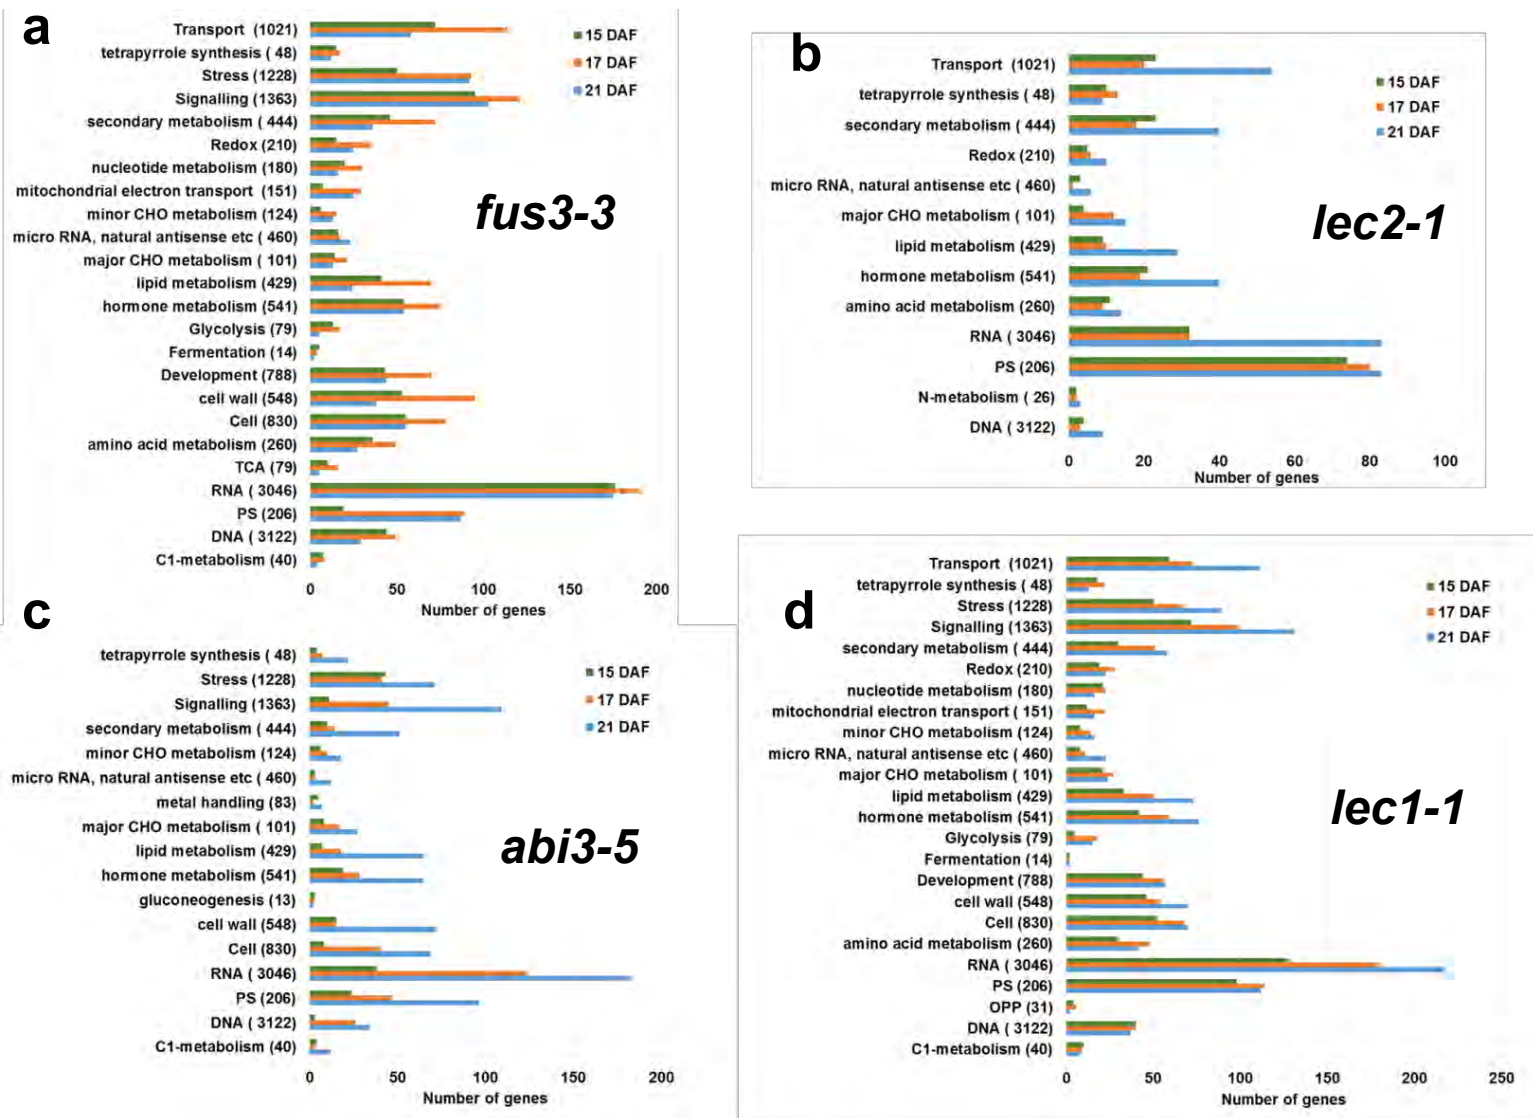 a
Transport (1021)
tetrapyrrole synthesis ( 48)
Stress (1228)
Signalling (1363)
secondary metabolism ( 444)
Redox (210)
nucleotide metabolism (180)
mitochondrial electron transport (151)
minor CHO metabolism (124)
micro RNA, natural antisense etc ( 460)
major CHO metabolism ( 101)
lipid metabolism (429)
hormone metabolism (541)
Glycolysis (79)
Fermentation (14)
Development (788)
cell wall (548)
Cell (830)
amino acid metabolism (260)
TCA (79)
RNA ( 3046)
PS (206)
DNA ( 3122)
C1-metabolism (40)
0 50 100 150 200
Number of genes
15 DAF
17 DAF
21 DAF
fus3-3
b
Transport (1021)
tetrapyrrole synthesis ( 48)
secondary metabolism ( 444)
Redox (210)
micro RNA, natural antisense etc ( 460)
major CHO metabolism ( 101)
lipid metabolism (429)
hormone metabolism (541)
amino acid metabolism (260)
RNA ( 3046)
PS (206)
N-metabolism ( 26)
DNA ( 3122)
0 20 40 60 80 100
Number of genes
15 DAF
17 DAF
21 DAF
lec2-1
c
tetrapyrrole synthesis ( 48)
Stress (1228)
Signalling (1363)
secondary metabolism ( 444)
minor CHO metabolism (124)
micro RNA, natural antisense etc ( 460)
metal handling (83)
major CHO metabolism ( 101)
lipid metabolism (429)
hormone metabolism (541)
gluconeogenesis (13)
cell wall (548)
Cell (830)
RNA ( 3046)
PS (206)
DNA ( 3122)
C1-metabolism (40)
0 50 100 150 200
Number of genes
15 DAF
17 DAF
21 DAF
abi3-5
d
Transport (1021)
tetrapyrrole synthesis ( 48)
Stress (1228)
Signalling (1363)
secondary metabolism ( 444)
Redox (210)
nucleotide metabolism (180)
mitochondrial electron transport ( 151)
minor CHO metabolism (124)
micro RNA, natural antisense etc ( 460)
major CHO metabolism ( 101)
lipid metabolism (429)
hormone metabolism (541)
Glycolysis (79)
Fermentation (14)
Development (788)
cell wall (548)
Cell (830)
amino acid metabolism (260)
RNA ( 3046)
PS (206)
OPP (31)
DNA ( 3122)
C1-metabolism (40)
0 50 100 150 200 250
Number of genes
15 DAF
17 DAF
21 DAF
lec1-1